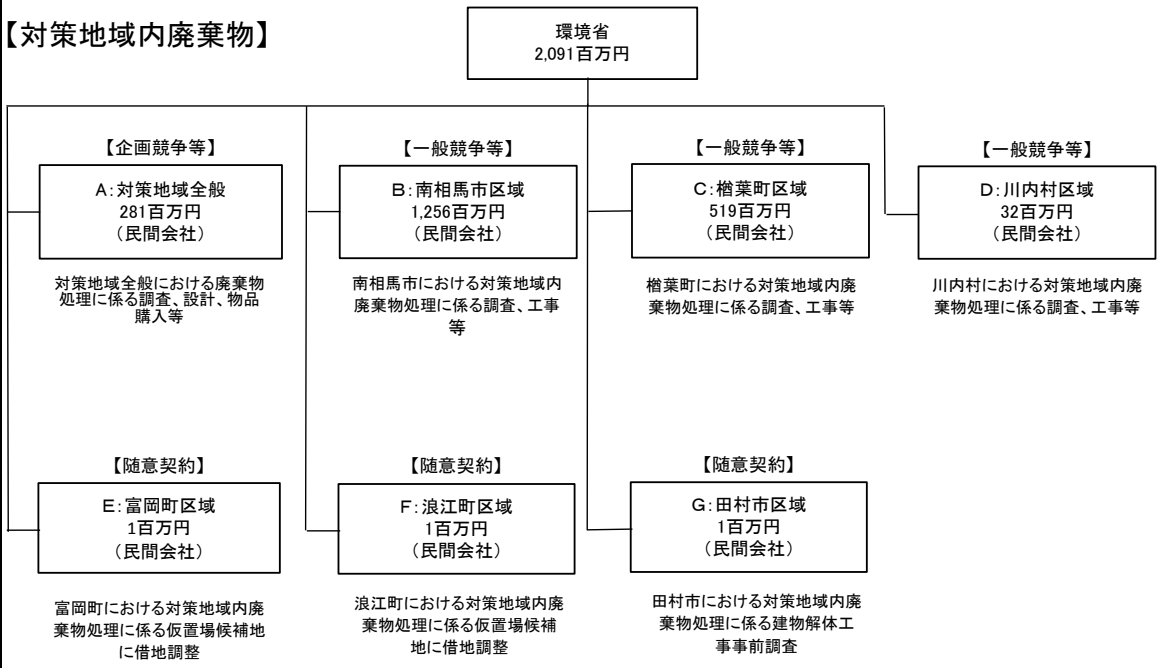 【対策地域内廃棄物】
環境省
2,091百万円
【企画競争等】
A:対策地域全般
281百万円
（民間会社）
対策地域全般における廃棄物
処理に係る調査、設計、物品
購入等
【一般競争等】
B:南相馬市区域
1,256百万円
（民間会社）
南相馬市における対策地域内
廃棄物処理に係る調査、工事
等
【一般競争等】
C:楢葉町区域
519百万円
（民間会社）
楢葉町における対策地域内廃
棄物処理に係る調査、工事等
【一般競争等】
D:川内村区域
32百万円
（民間会社）
川内村における対策地域内廃
棄物処理に係る調査、工事等
【随意契約】
E:富岡町区域
1百万円
（民間会社）
富岡町における対策地域内廃
棄物処理に係る仮置場候補地
に借地調整
【随意契約】
F:浪江町区域
1百万円
（民間会社）
浪江町における対策地域内廃
棄物処理に係る仮置場候補
地に借地調整
【随意契約】
G:田村市区域
1百万円
（民間会社）
田村市における対策地域内廃
棄物処理に係る建物解体工
事事前調査